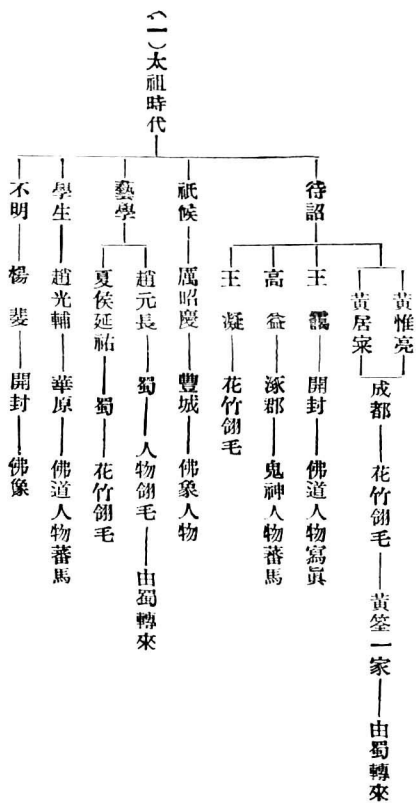 (一)太祖時代
待詔
黃惟亮
黃居寀
成都 花竹翎毛 黃筌一家 由蜀轉來
王靄 開封 佛道人物寫眞
高益 涿郡 鬼神人物蕃馬
王凝 花竹翎毛
祇候 厲昭慶 豐城 佛象人物
藝學
趙元長 蜀 人物翎毛 由蜀轉來
夏侯延祐 蜀 花竹翎毛
學生 趙光輔 華原 佛道人物蕃馬
不明 楊斐 開封 佛像